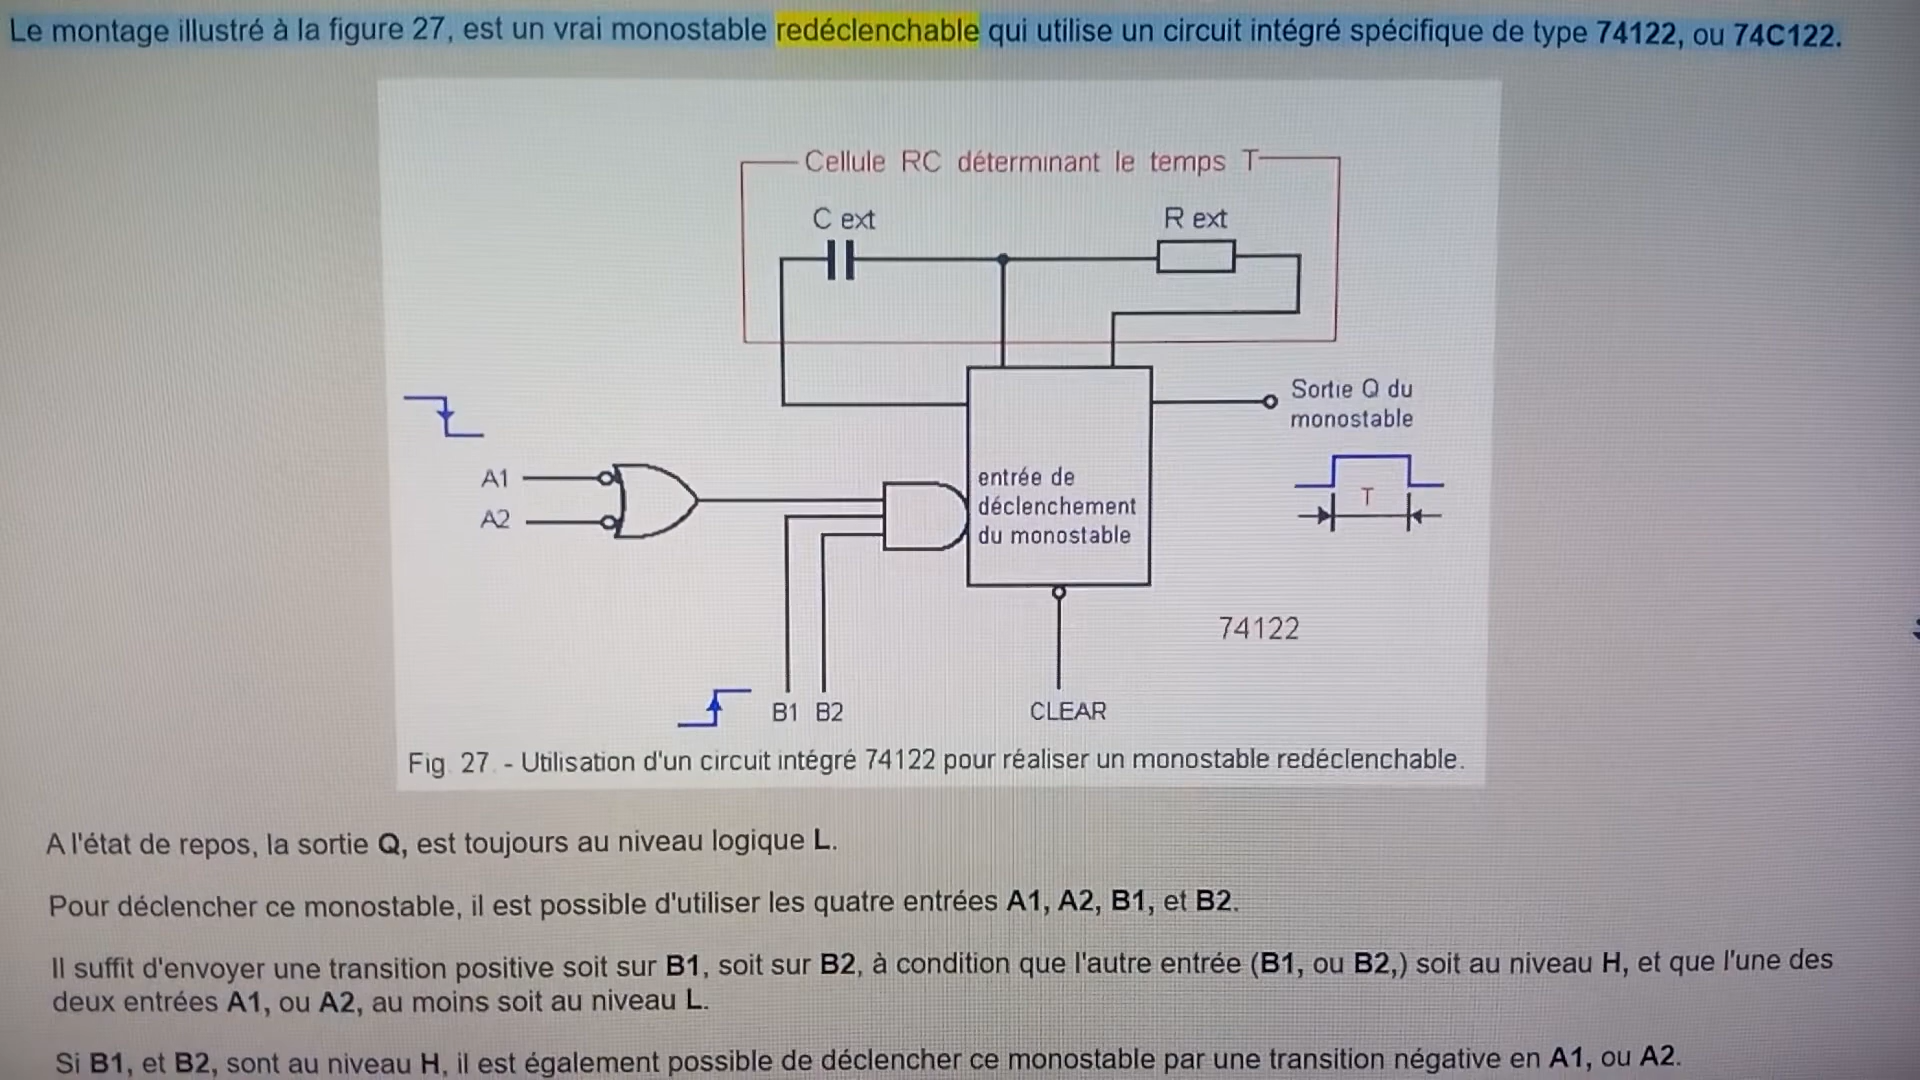 Le montage illustré à la figure 27, est un vrai monostable redéclenchable qui utilise un circuit intégré spécifique de type 74122, ou 74C122.
Cellule RC déterminant le temps T
C ext
R ext
Sortie Q du
monostable
A1
A2
entrée de
déclenchement
du monostable
T
74122
B1 B2
CLEAR
Fig. 27. - Utilisation d'un circuit intégré 74122 pour réaliser un monostable redéclenchable.
A l'état de repos, la sortie Q, est toujours au niveau logique L.
Pour déclencher ce monostable, il est possible d'utiliser les quatre entrées A1, A2, B1, et B2.
Il suffit d'envoyer une transition positive soit sur B1, soit sur B2, à condition que l'autre entrée (B1, ou B2,) soit au niveau H, et que l'une des
deux entrées A1, ou A2, au moins soit au niveau L.
Si B1, et B2, sont au niveau H, il est également possible de déclencher ce monostable par une transition négative en A1, ou A2.